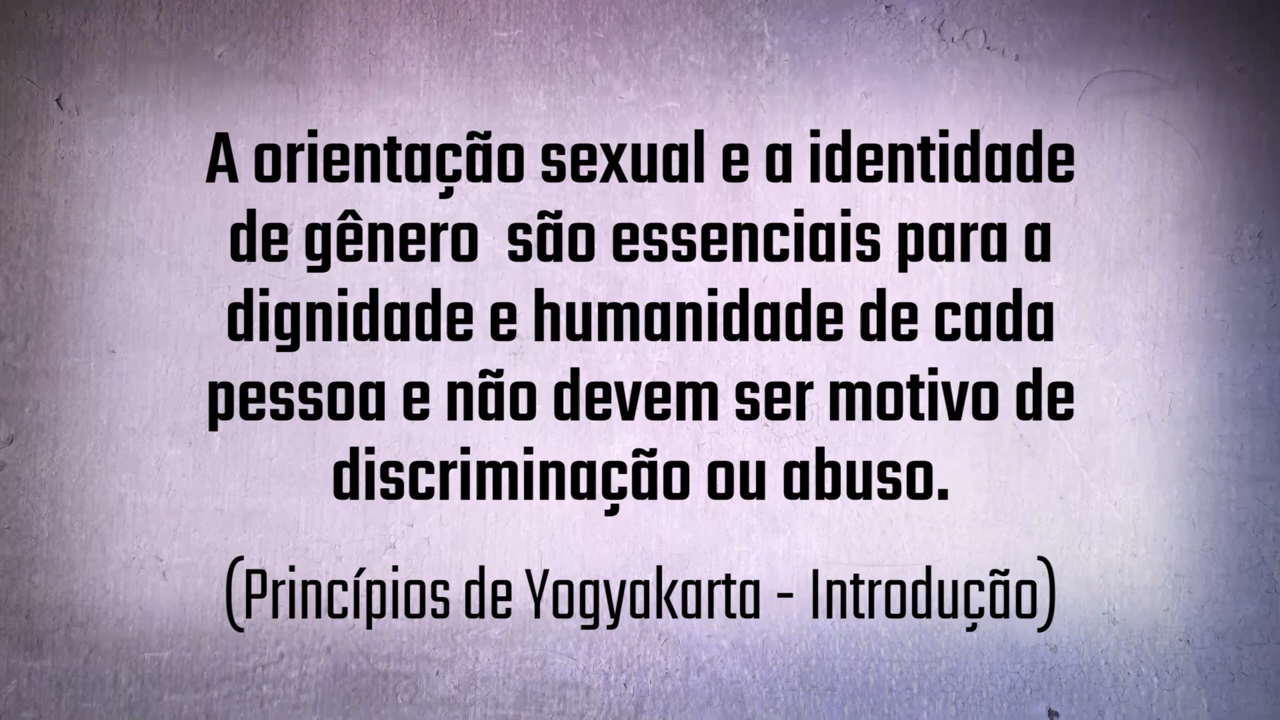 A orientação sexual e a identidade
de gênero são essenciais para a
dignidade e humanidade de cada
pessoa e não devem ser motivo de
discriminação ou abuso.
(Princípios de Yogyakarta - Introdução)